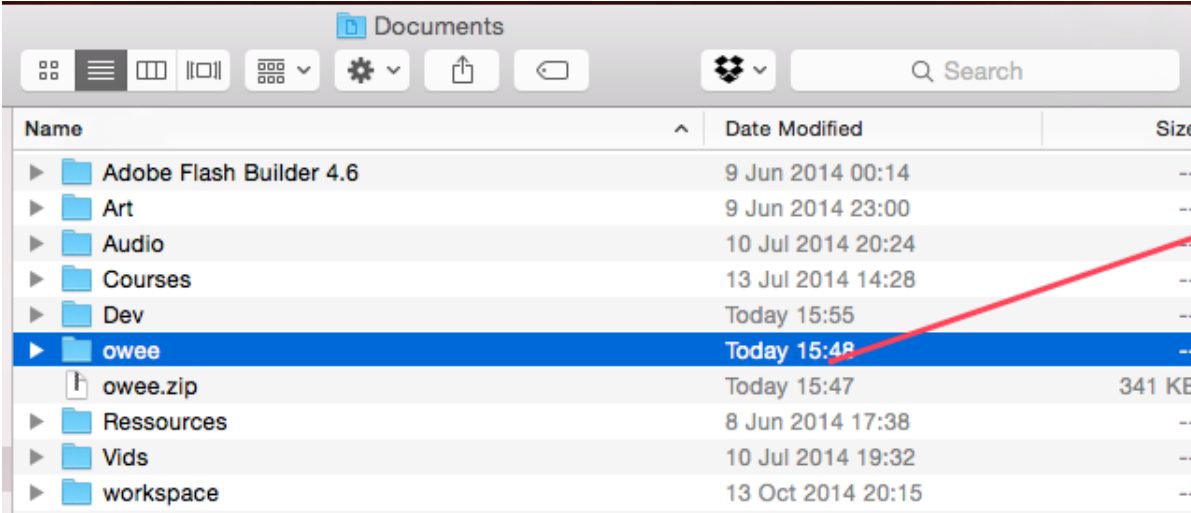 Documents
Search
Name Date Modified Size
Adobe Flash Builder 4.6 9 Jun 2014 00:14 --
Art 9 Jun 2014 23:00 --
Audio 10 Jul 2014 20:24 --
Courses 13 Jul 2014 14:28 --
Dev Today 15:55 --
owee Today 15:48 --
owee.zip Today 15:47 341 KB
Ressources 8 Jun 2014 17:38 --
Vids 10 Jul 2014 19:32 --
workspace 13 Oct 2014 20:15 --